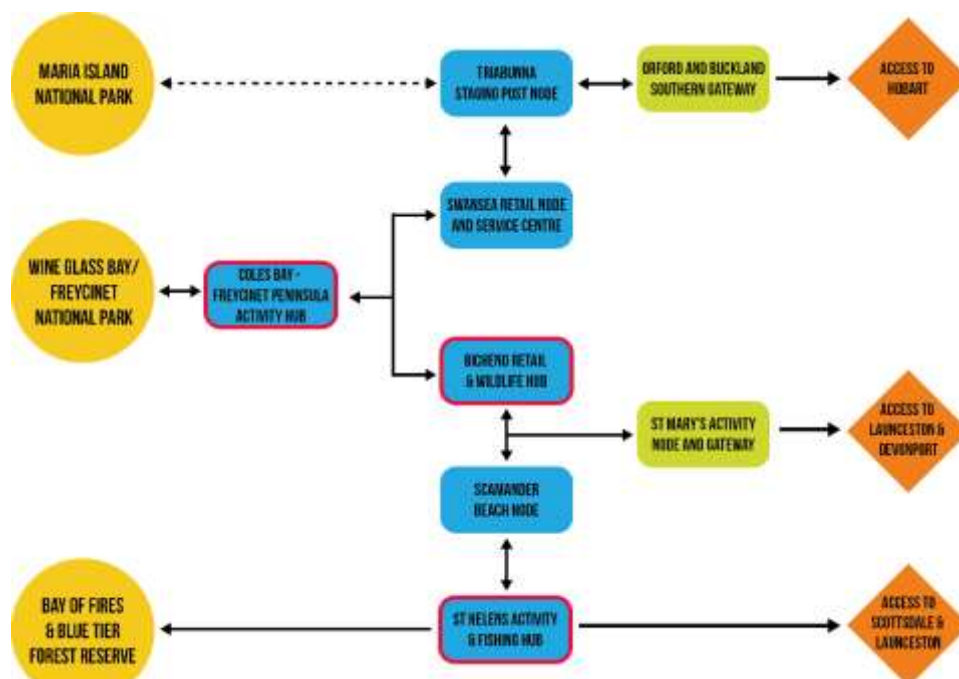 MARIA ISLAND
NATIONAL PARK
TRIABUNNA
STAGING POST NODE
ORFORD AND BUCKLAND
SOUTHERN GATEWAY
ACCESS TO
HOBART
SWANSEA RETAIL NODE
AND SERVICE CENTRE
WINE GLASS BAY/
FREYCINET
NATIONAL PARK
COLES BAY -
FREYCINET PENINSULA
ACTIVITY HUB
BICHENO RETAIL
& WILDLIFE HUB
ST MARY'S ACTIVITY
NODE AND GATEWAY
ACCESS TO
LAUNCESTON &
DEVONPORT
SCAMANDER
BEACH NODE
BAY OF FIRES
& BLUE TIER
FOREST RESERVE
ST HELENS ACTIVITY
& FISHING HUB
ACCESS TO
SCOTTSDALE &
LAUNCESTON